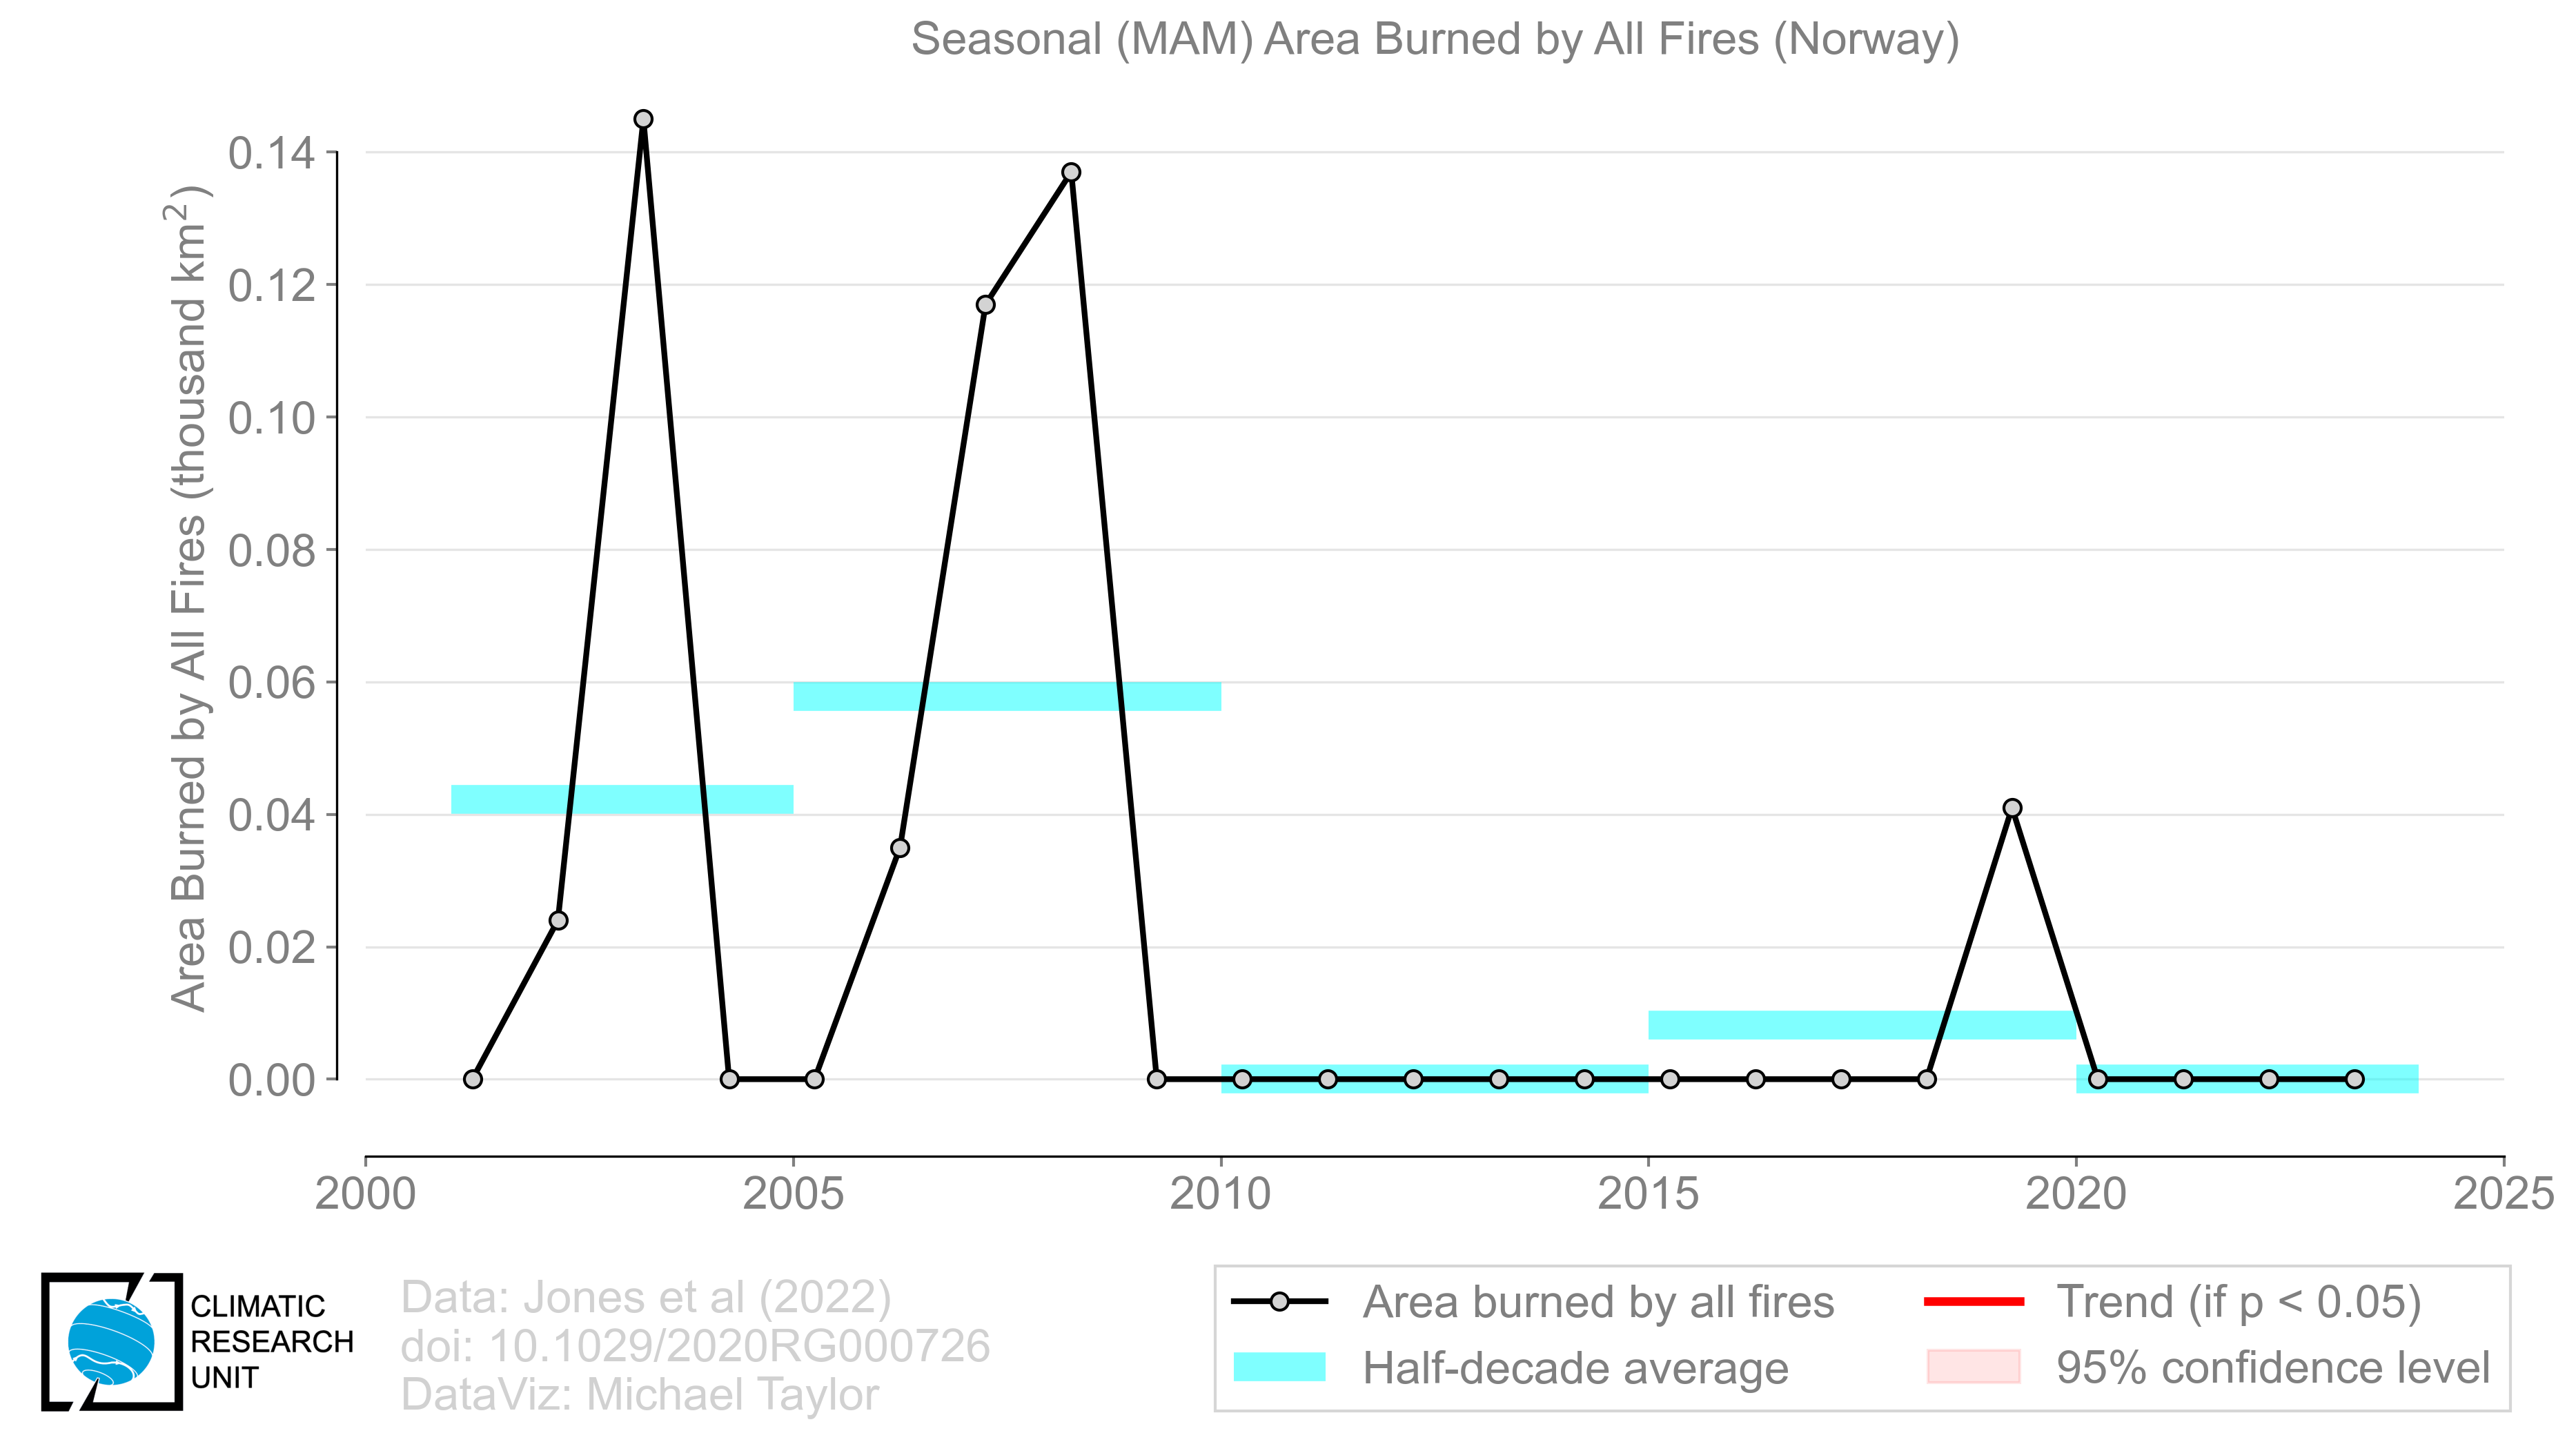 Seasonal (MAM) Area Burned by All Fires (Norway)
Area Burned by All Fires (thousand km²)
0.14
0.12
0.10
0.08
0.06
0.04
0.02
0.00
2000 2005 2010 2015 2020 2025
CLIMATIC
RESEARCH
UNIT
Data: Jones et al (2022)
doi: 10.1029/2020RG000726
DataViz: Michael Taylor
Area burned by all fires
Half-decade average
Trend (if p < 0.05)
95% confidence level